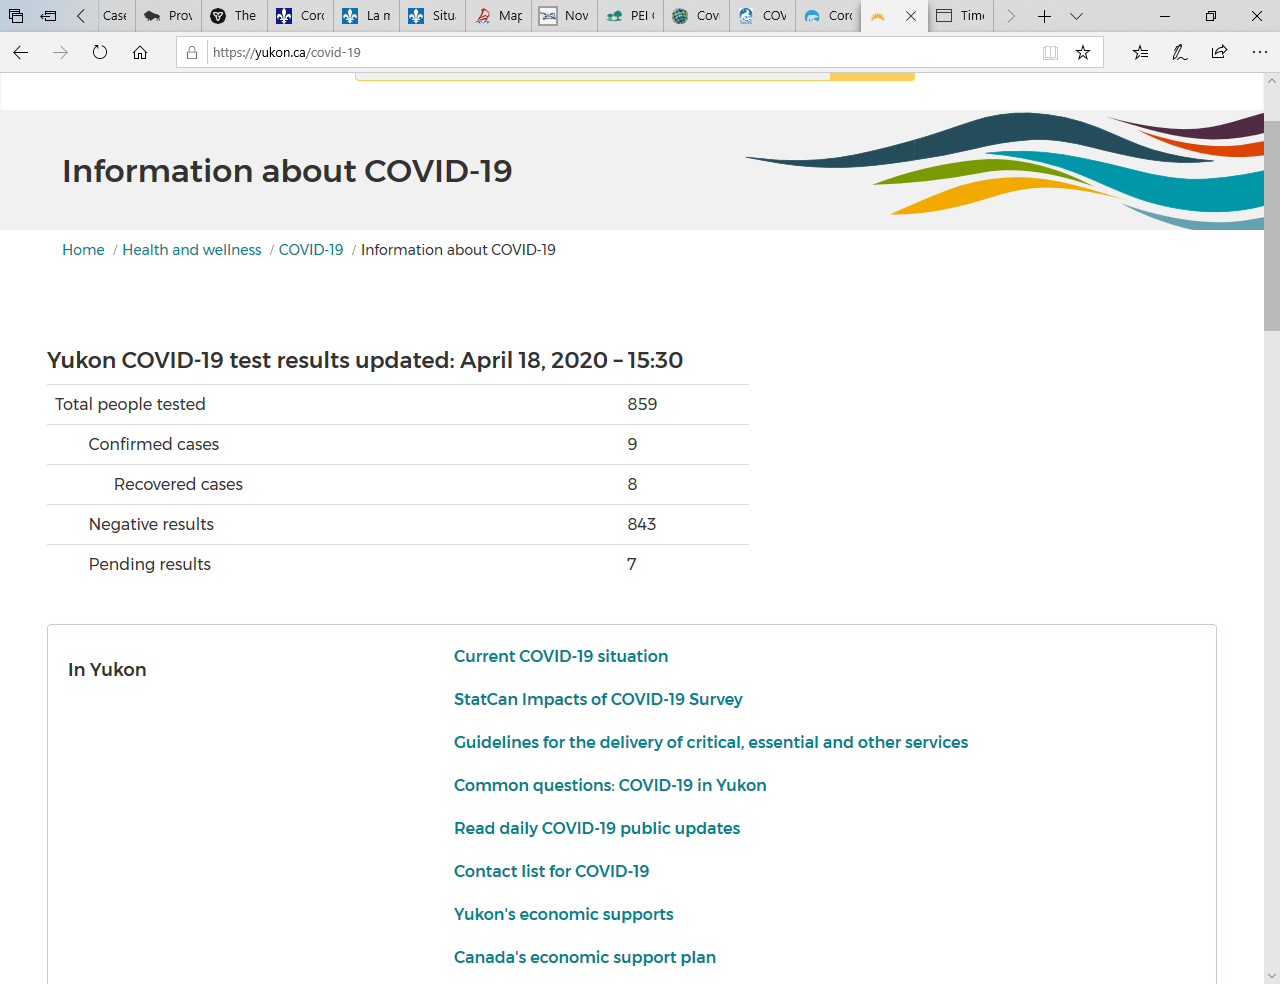 Case Prov The Coro La m Situ Map Nov PEI Covi COV Coro Time
https://yukon.ca/covid-19
Information about COVID-19
Home / Health and wellness / COVID-19 / Information about COVID-19
Yukon COVID-19 test results updated: April 18, 2020 – 15:30
Total people tested 859
Confirmed cases 9
Recovered cases 8
Negative results 843
Pending results 7
In Yukon
Current COVID-19 situation
StatCan Impacts of COVID-19 Survey
Guidelines for the delivery of critical, essential and other services
Common questions: COVID-19 in Yukon
Read daily COVID-19 public updates
Contact list for COVID-19
Yukon's economic supports
Canada's economic support plan